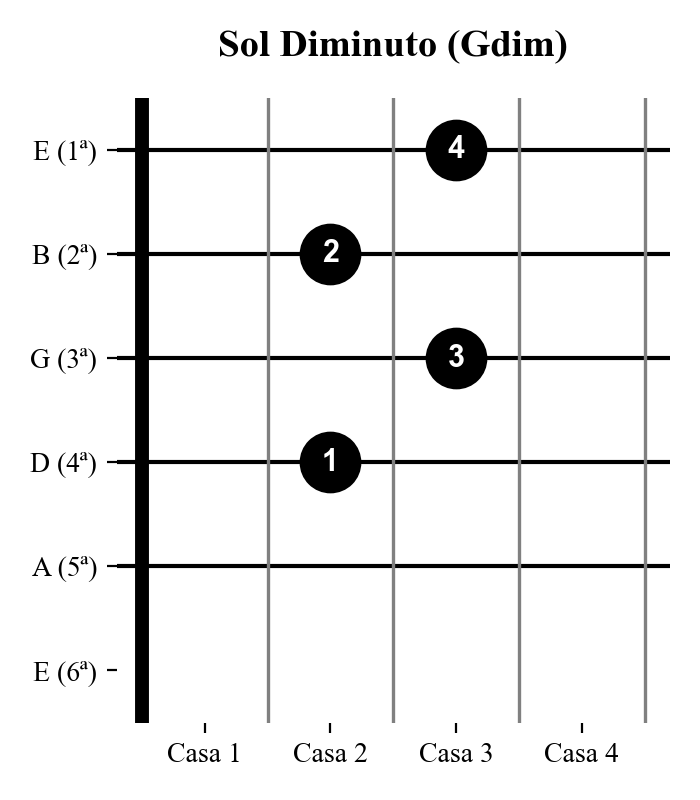 Sol Diminuto (Gdim)
E (1ª)
4
B (2ª)
2
G (3ª)
3
D (4ª)
1
A (5ª)
E (6ª)
Casa 1 Casa 2 Casa 3 Casa 4